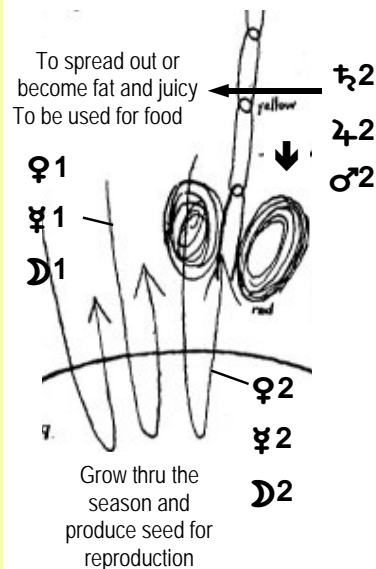 To spread out or
become fat and juicy
To be used for food
♄2
♃2
♂2
yellow
♀1
☿1
☽1
red
9.
♀2
☿2
☽2
Grow thru the
season and
produce seed for
reproduction